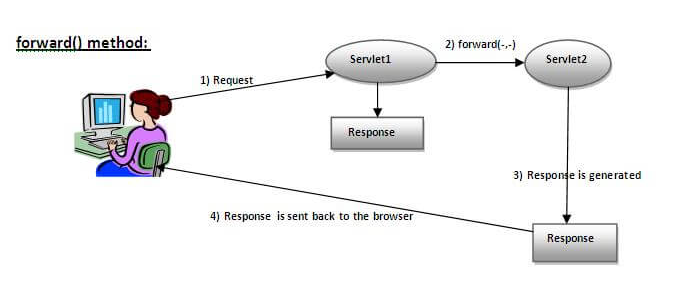 forward() method:
2) forward(-,-)
Servlet1
Servlet2
1) Request
Response
3) Response is generated
4) Response is sent back to the browser
Response